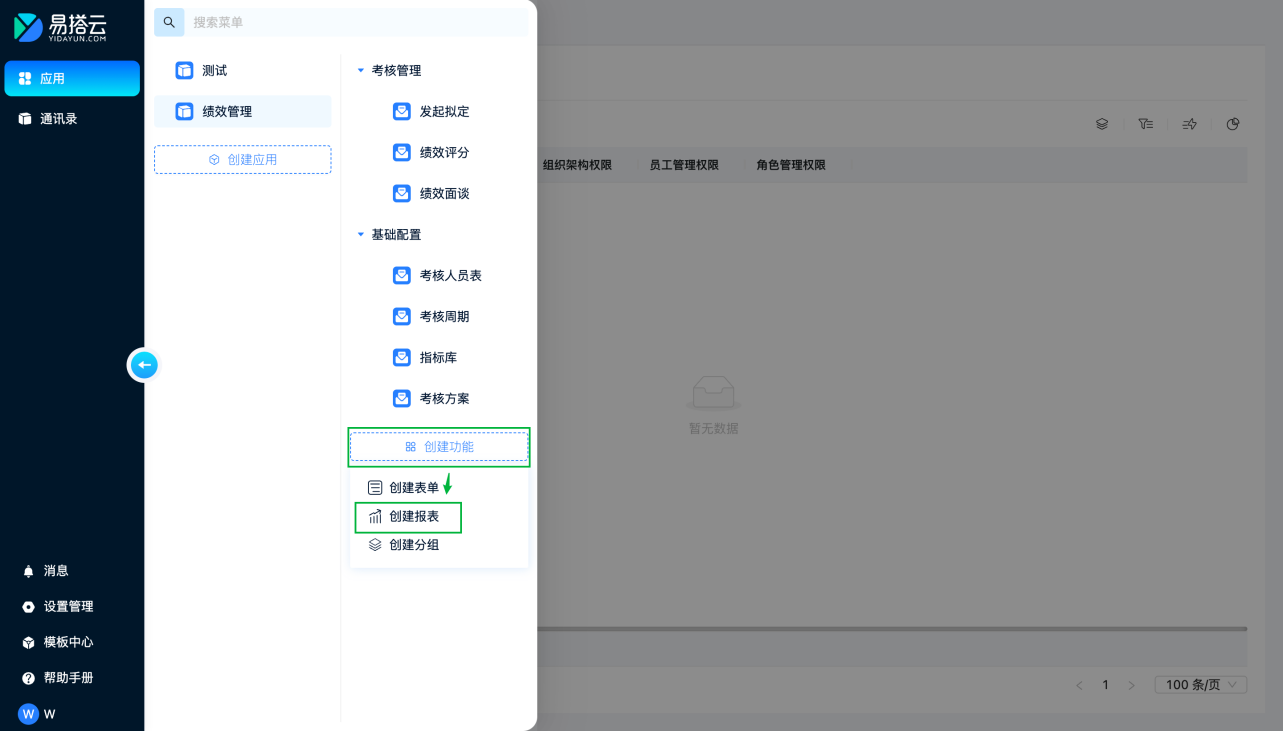 易搭云
YIDAYUN.COM
应用
通讯录
消息
设置管理
模板中心
帮助手册
W W
搜索菜单
测试
绩效管理
创建应用
考核管理
发起拟定
绩效评分
绩效面谈
基础配置
考核人员表
考核周期
指标库
考核方案
创建功能
创建表单
创建报表
创建分组
组织架构权限 员工管理权限 角色管理权限
暂无数据
1 100 条/页